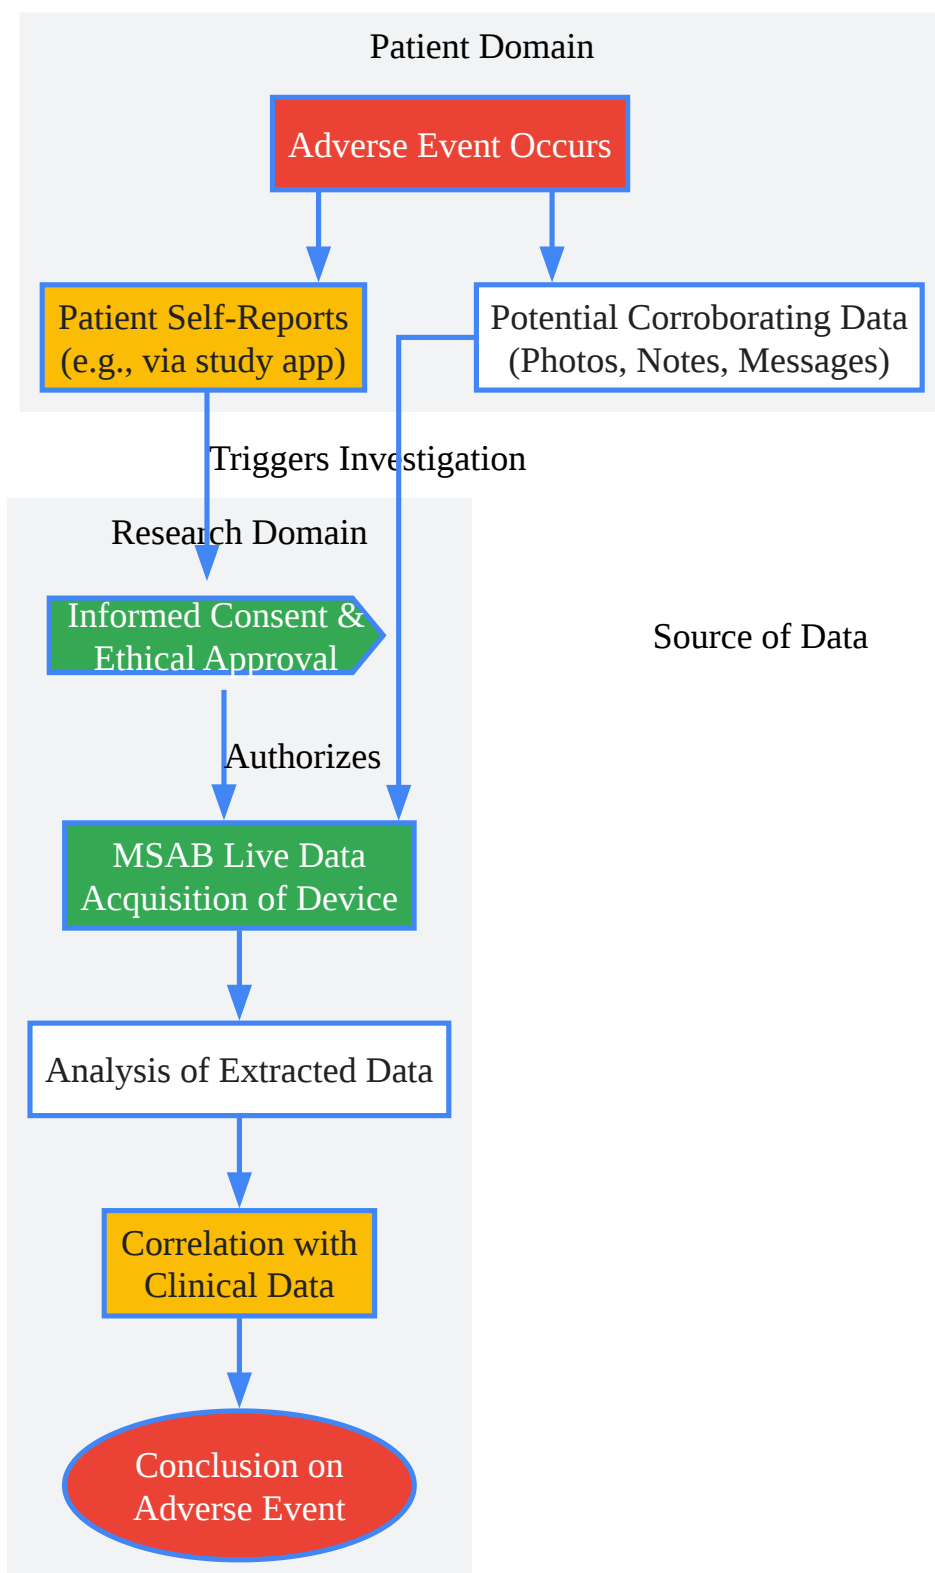 Patient Domain
Adverse Event Occurs
Patient Self-Reports
(e.g., via study app)
Potential Corroborating Data
(Photos, Notes, Messages)
Triggers Investigation
Research Domain
Informed Consent &
Ethical Approval
Source of Data
Authorizes
MSAB Live Data
Acquisition of Device
Analysis of Extracted Data
Correlation with
Clinical Data
Conclusion on
Adverse Event